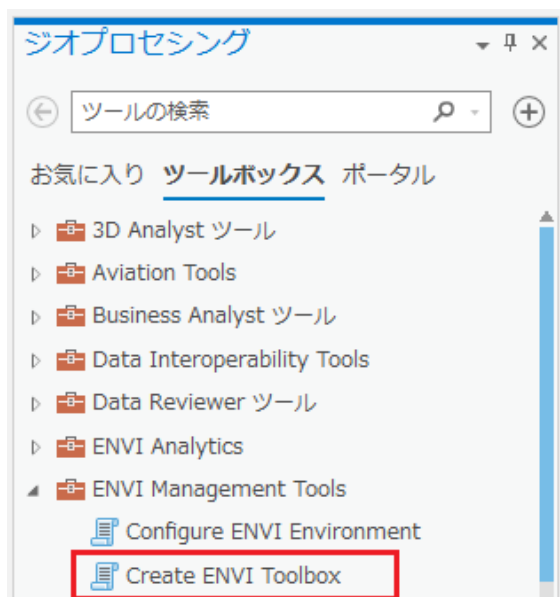 ジオプロセシング
ツールの検索
お気に入り ツールボックス ポータル
3D Analyst ツール
Aviation Tools
Business Analyst ツール
Data Interoperability Tools
Data Reviewer ツール
ENVI Analytics
ENVI Management Tools
Configure ENVI Environment
Create ENVI Toolbox